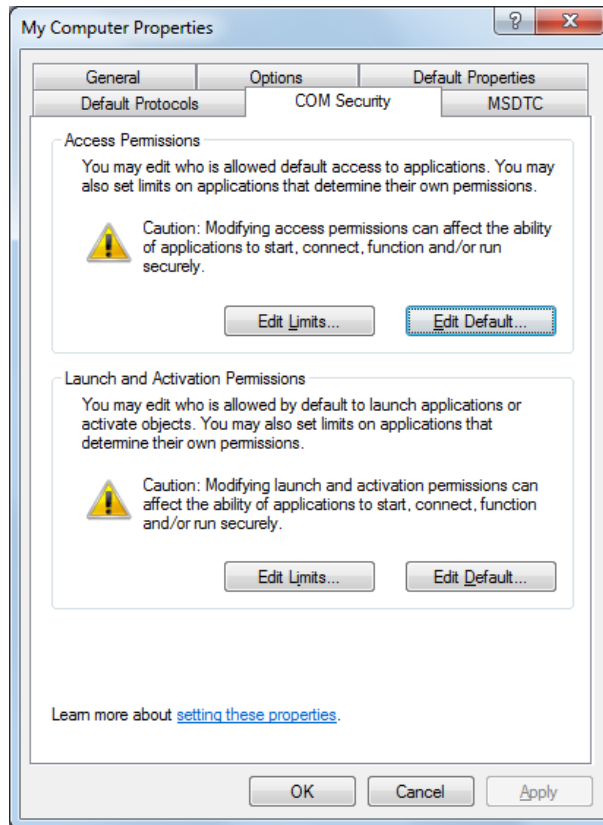 My Computer Properties
General Options Default Properties
Default Protocols COM Security MSDTC
Access Permissions
You may edit who is allowed default access to applications. You may
also set limits on applications that determine their own permissions.
Caution: Modifying access permissions can affect the ability
of applications to start, connect, function and/or run
securely.
Edit Limits... Edit Default...
Launch and Activation Permissions
You may edit who is allowed by default to launch applications or
activate objects. You may also set limits on applications that
determine their own permissions.
Caution: Modifying launch and activation permissions can
affect the ability of applications to start, connect, function
and/or run securely.
Edit Limits... Edit Default...
Learn more about setting these properties.
OK Cancel Apply